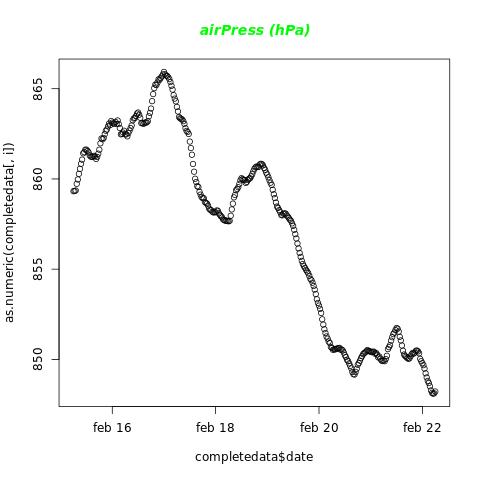 airPress (hPa)
as.numeric(completedata[, i])
865
860
855
850
feb 16
feb 18
feb 20
feb 22
completedata$date